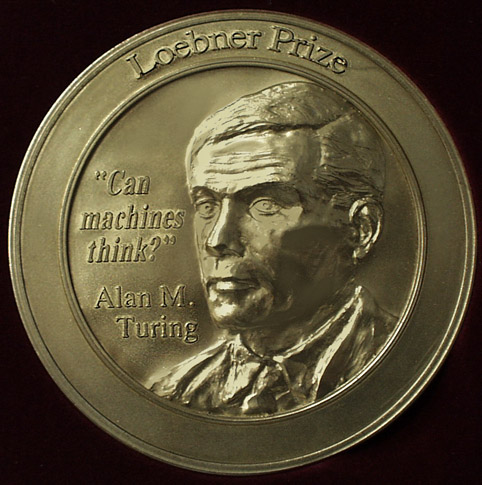 Loebner Prize
"Can
machines
think?"
Alan M.
Turing